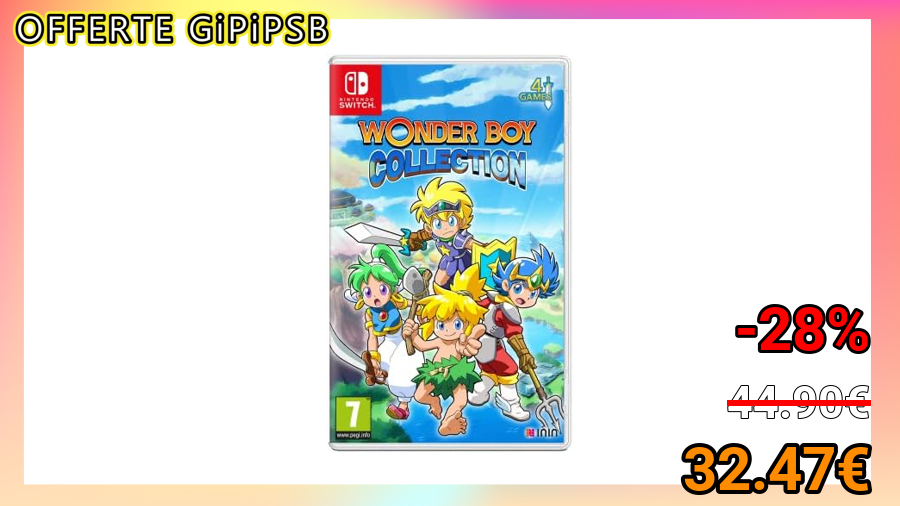 OFFERTE GiPiPSB
NINTENDO
SWITCH.
4
GAMES
WONDER BOY
COLLECTION
7
www.pegi.info
ININ
-28%
44.90€
32.47€